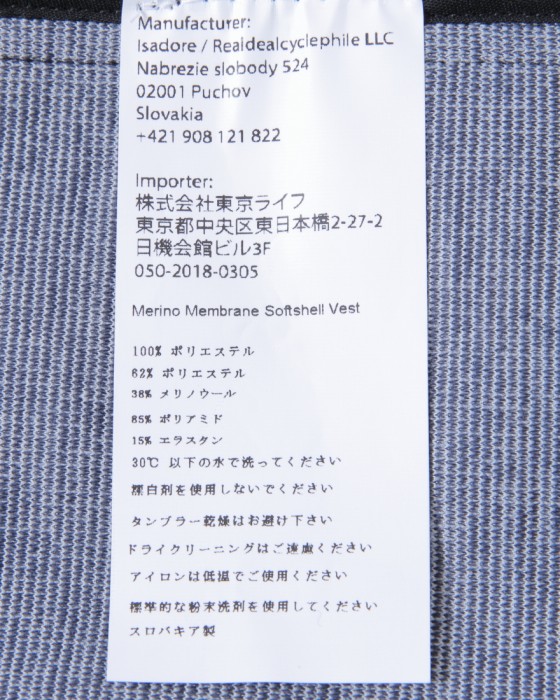 Manufacturer:
Isadore / Realdealcyclephile LLC
Nabrezie slobody 524
02001 Puchov
Slovakia
+421 908 121 822
Importer:
株式会社東京ライフ
東京都中央区東日本橋2-27-2
日機会館ビル3F
050-2018-0305
Merino Membrane Softshell Vest
100% ポリエステル
62% ポリエステル
38% メリノウール
85% ポリアミド
15% エラスタン
30℃ 以下の水で洗ってください
漂白剤を使用しないでください
タンブラー乾燥はお避け下さい
ドライクリーニングはご遠慮ください
アイロンは低温でご使用ください
標準的な粉末洗剤を使用してください
スロバキア製